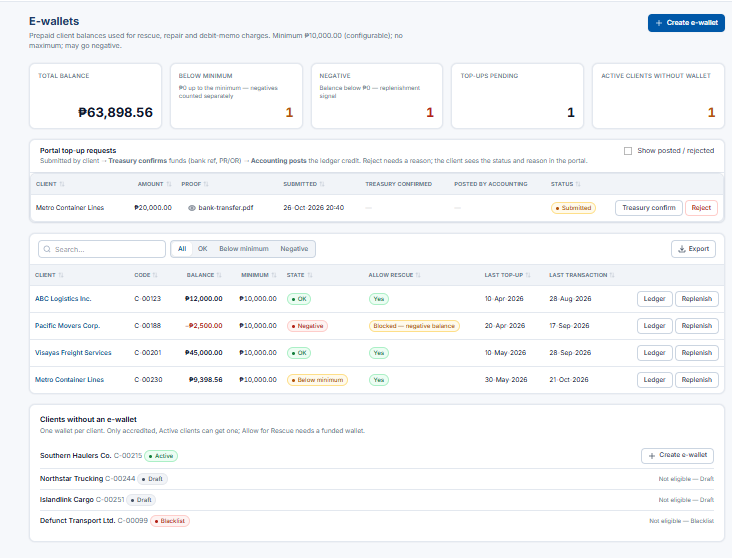 E-wallets
+ Create e-wallet
Prepaid client balances used for rescue, repair and debit-memo charges. Minimum ₱10,000.00 (configurable); no
maximum; may go negative.
TOTAL BALANCE
₱63,898.56
BELOW MINIMUM
₱0 up to the minimum — negatives
counted separately
1
NEGATIVE
Balance below ₱0 — replenishment
signal
1
TOP-UPS PENDING
1
ACTIVE CLIENTS WITHOUT WALLET
1
Portal top-up requests
Submitted by client → Treasury confirms funds (bank ref, PR/OR) → Accounting posts the ledger credit. Reject needs a reason; the client sees the status and reason in the portal.
Show posted / rejected
CLIENT AMOUNT PROOF SUBMITTED TREASURY CONFIRMED POSTED BY ACCOUNTING STATUS
Metro Container Lines ₱20,000.00 bank-transfer.pdf 26-Oct-2026 20:40 — — Submitted Treasury confirm Reject
Search... All OK Below minimum Negative Export
CLIENT CODE BALANCE MINIMUM STATE ALLOW RESCUE LAST TOP-UP LAST TRANSACTION
ABC Logistics Inc. C-00123 ₱12,000.00 ₱10,000.00 OK Yes 10-Apr-2026 28-Aug-2026 Ledger Replenish
Pacific Movers Corp. C-00188 -₱2,500.00 ₱10,000.00 Negative Blocked — negative balance 20-Apr-2026 17-Sep-2026 Ledger Replenish
Visayas Freight Services C-00201 ₱45,000.00 ₱10,000.00 OK Yes 10-May-2026 28-Sep-2026 Ledger Replenish
Metro Container Lines C-00230 ₱9,398.56 ₱10,000.00 Below minimum Yes 30-May-2026 21-Oct-2026 Ledger Replenish
Clients without an e-wallet
One wallet per client. Only accredited, Active clients can get one; Allow for Rescue needs a funded wallet.
Southern Haulers Co. C-00215 Active + Create e-wallet
Northstar Trucking C-00244 Draft Not eligible — Draft
Islandlink Cargo C-00251 Draft Not eligible — Draft
Defunct Transport Ltd. C-00099 Blacklist Not eligible — Blacklist